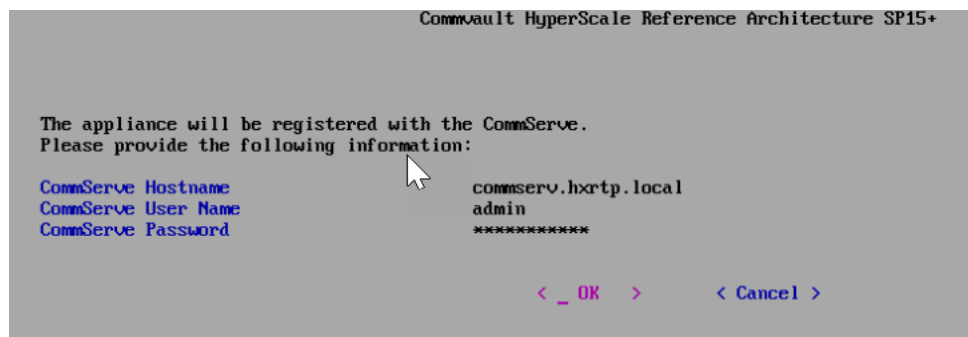 Commvault HyperScale Reference Architecture SP15+
The appliance will be registered with the CommServe.
Please provide the following information:
CommServe Hostname commserv.hxrtp.local
CommServe User Name admin
CommServe Password ***********
< _ OK > < Cancel >